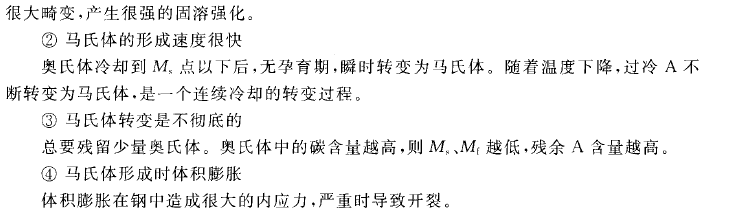 很大畸变,产生很强的固溶强化。
② 马氏体的形成速度很快
奥氏体冷却到 Ms 点以下后,无孕育期,瞬时转变为马氏体。随着温度下降,过冷 A 不
断转变为马氏体,是一个连续冷却的转变过程。
③ 马氏体转变是不彻底的
总要残留少量奥氏体。奥氏体中的碳含量越高,则 Ms、Mf 越低,残余 A 含量越高。
④ 马氏体形成时体积膨胀
体积膨胀在钢中造成很大的内应力,严重时导致开裂。